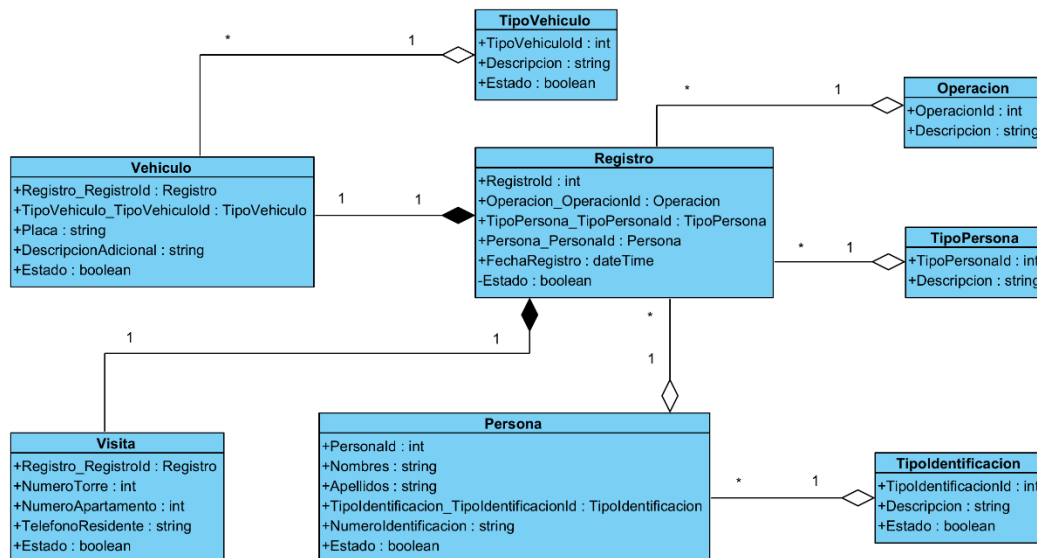 TipoVehiculo
+TipoVehiculoId : int
+Descripcion : string
+Estado : boolean
* 1
Operacion
+OperacionId : int
+Descripcion : string
* 1
Vehiculo
+Registro_RegistroId : Registro
+TipoVehiculo_TipoVehiculoId : TipoVehiculo
+Placa : string
+DescripcionAdicional : string
+Estado : boolean
1 1
Registro
+RegistroId : int
+Operacion_OperacionId : Operacion
+TipoPersona_TipoPersonaId : TipoPersona
+Persona_PersonaId : Persona
+FechaRegistro : dateTime
-Estado : boolean
* 1
TipoPersona
+TipoPersonaId : int
+Descripcion : string
1 1
*
1
Visita
+Registro_RegistroId : Registro
+NumeroTorre : int
+NumeroApartamento : int
+TelefonoResidente : string
+Estado : boolean
Persona
+PersonaId : int
+Nombres : string
+Apellidos : string
+TipoIdentificacion_TipoIdentificacionId : TipoIdentificacion
+NumeroIdentificacion : string
+Estado : boolean
* 1
TipoIdentificacion
+TipoIdentificacionId : int
+Descripcion : string
+Estado : boolean